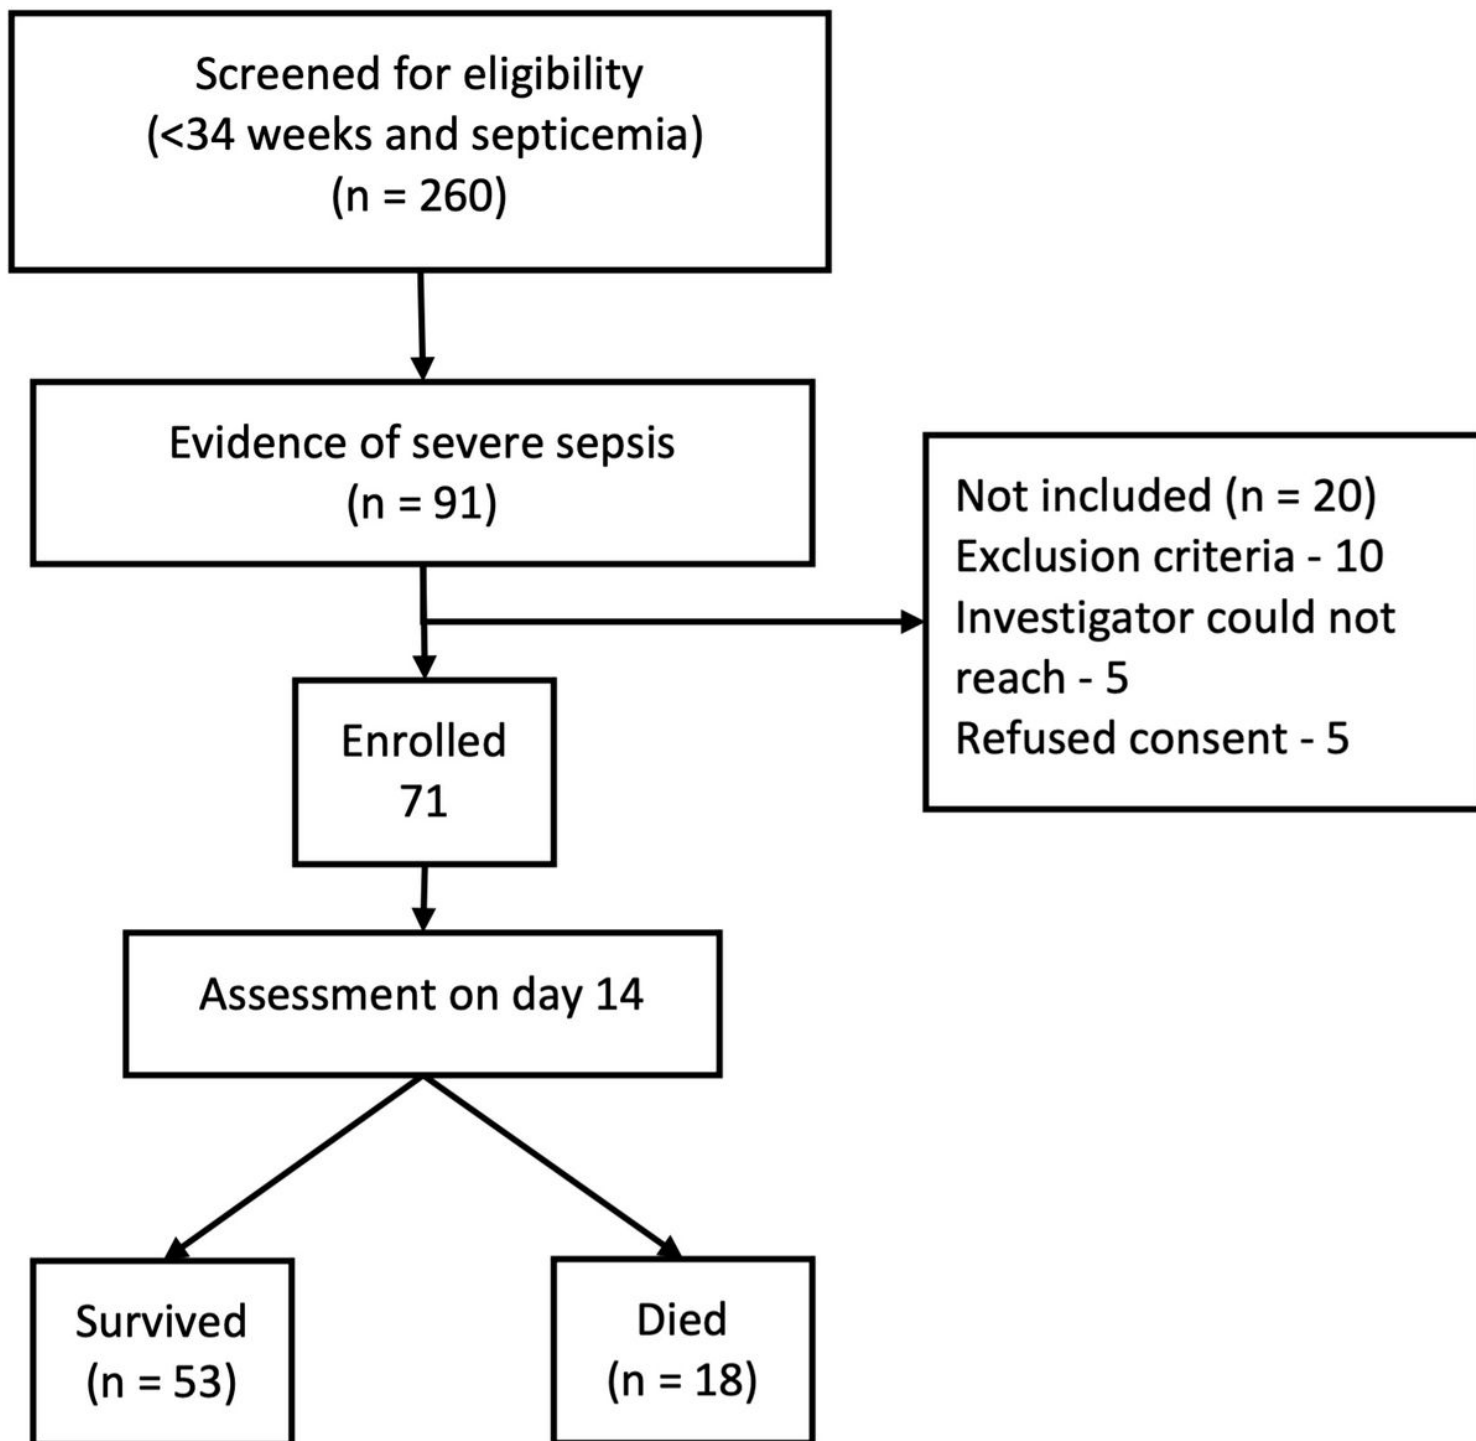 Screened for eligibility
(<34 weeks and septicemia)
(n = 260)
Evidence of severe sepsis
(n = 91)
Not included (n = 20)
Exclusion criteria - 10
Investigator could not
reach - 5
Refused consent - 5
Enrolled
71
Assessment on day 14
Survived
(n = 53)
Died
(n = 18)